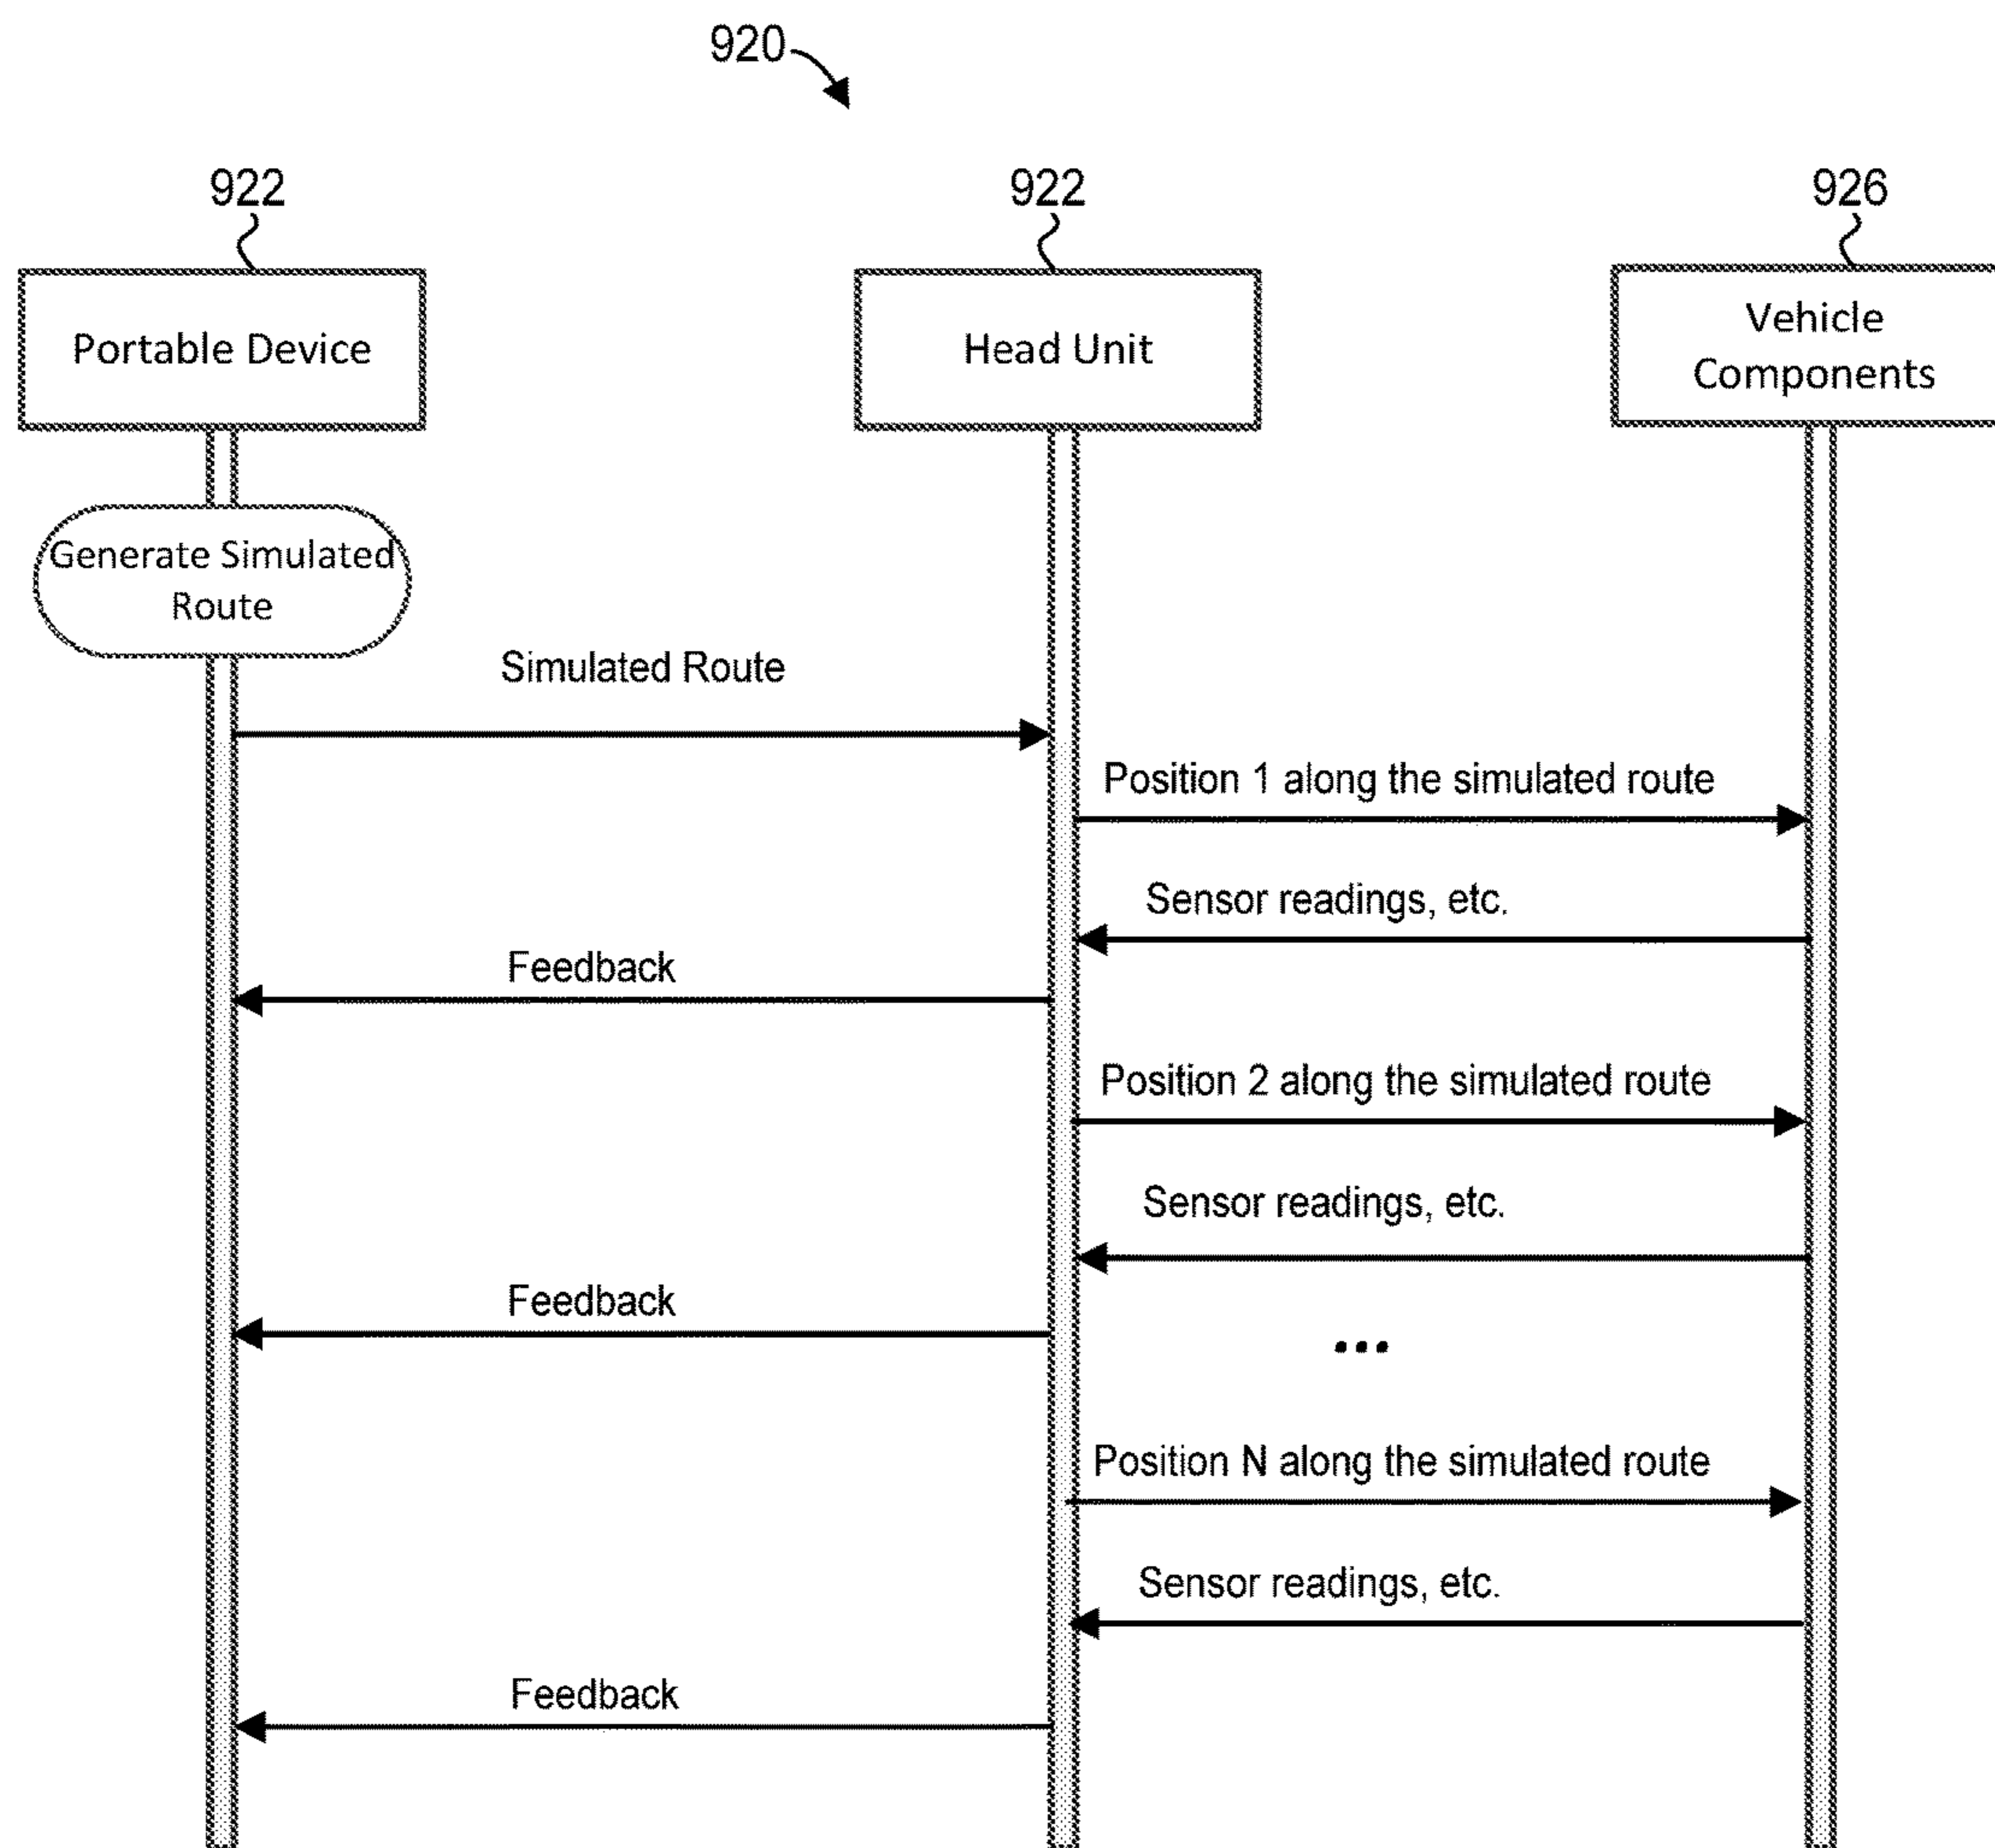 920
922
922
926
Portable Device
Head Unit
Vehicle
Components
Generate Simulated
Route
Simulated Route
Position 1 along the simulated route
Sensor readings, etc.
Feedback
Position 2 along the simulated route
Sensor readings, etc.
Feedback
...
Position N along the simulated route
Sensor readings, etc.
Feedback